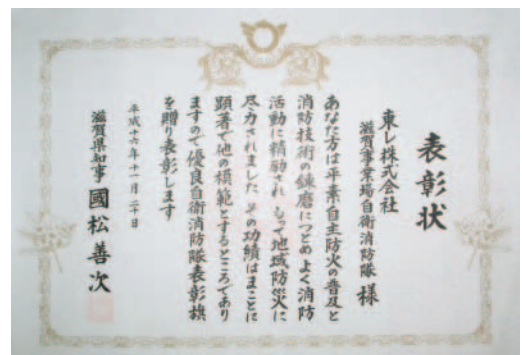 表彰状
東レ株式会社
滋賀事業場自衛消防隊 様
あなた方は平素自主防火の普及と
消防技術の錬磨につとめよく消防
活動に精励されもって地域防災に
尽力されました その功績はまことに
顕著で他の模範とするところであり
ますので優良自衛消防隊表彰旗
を贈り表彰します
平成十六年十一月二十日
滋賀県知事 國松善次